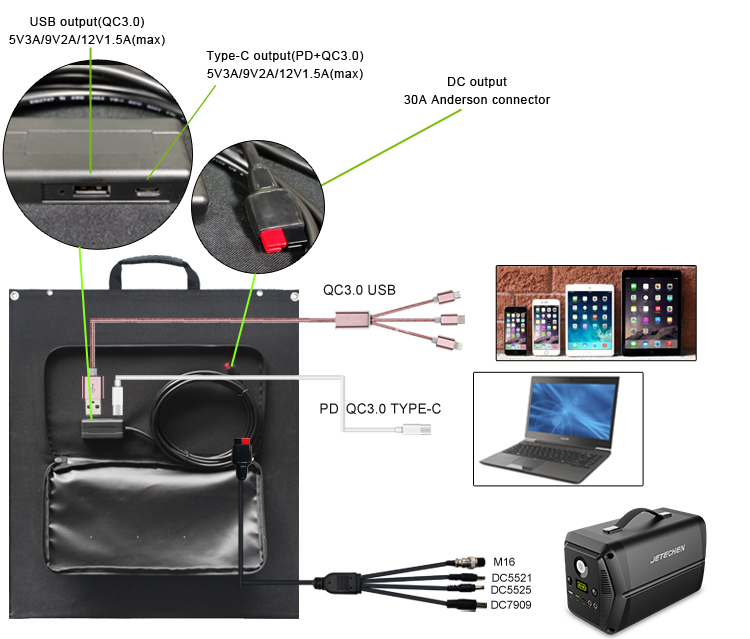 USB output(QC3.0)
5V3A/9V2A/12V1.5A(max)
Type-C output(PD+QC3.0)
5V3A/9V2A/12V1.5A(max)
DC output
30A Anderson connector
QC3.0 USB
PD QC3.0 TYPE-C
M16
DC5521
DC5525
DC7909
JETECHEN